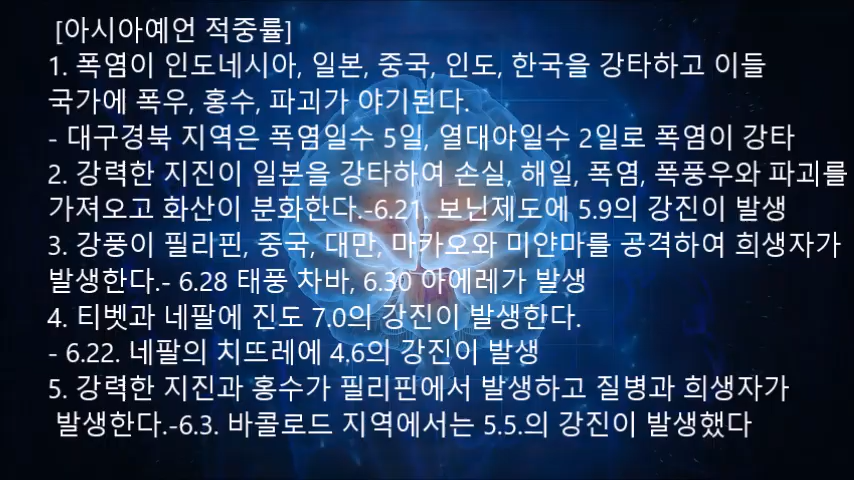 [아시아예언 적중률]
1. 폭염이 인도네시아, 일본, 중국, 인도, 한국을 강타하고 이들
국가에 폭우, 홍수, 파괴가 야기된다.
- 대구경북 지역은 폭염일수 5일, 열대야일수 2일로 폭염이 강타
2. 강력한 지진이 일본을 강타하여 손실, 해일, 폭염, 폭풍우와 파괴를
가져오고 화산이 분화한다.-6.21. 보닌제도에 5.9의 강진이 발생
3. 강풍이 필리핀, 중국, 대만, 마카오와 미얀마를 공격하여 희생자가
발생한다.- 6.28 태풍 차바, 6.30 아에레가 발생
4. 티벳과 네팔에 진도 7.0의 강진이 발생한다.
- 6.22. 네팔의 치뜨레에 4.6의 강진이 발생
5. 강력한 지진과 홍수가 필리핀에서 발생하고 질병과 희생자가
발생한다.-6.3. 바콜로드 지역에서는 5.5.의 강진이 발생했다